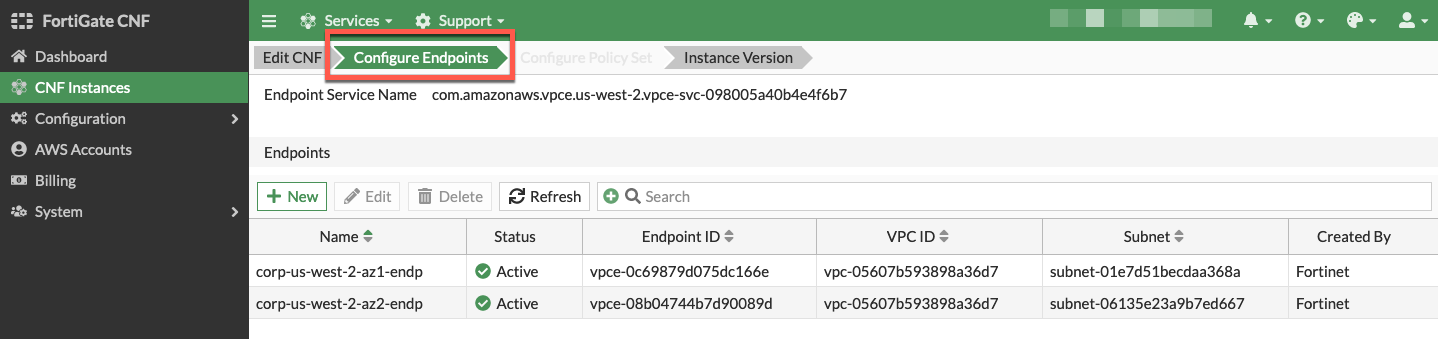 FortiGate CNF
Services
Support
Dashboard
CNF Instances
Configuration
AWS Accounts
Billing
System
Edit CNF
Configure Endpoints
Configure Policy Set
Instance Version
Endpoint Service Name com.amazonaws.vpce.us-west-2.vpce-svc-098005a40b4e4f6b7
Endpoints
New Edit Delete Refresh Search
Name Status Endpoint ID VPC ID Subnet Created By
corp-us-west-2-az1-endp Active vpce-0c69879d075dc166e vpc-05607b593898a36d7 subnet-01e7d51becdaa368a Fortinet
corp-us-west-2-az2-endp Active vpce-08b04744b7d90089d vpc-05607b593898a36d7 subnet-06135e23a9b7ed667 Fortinet